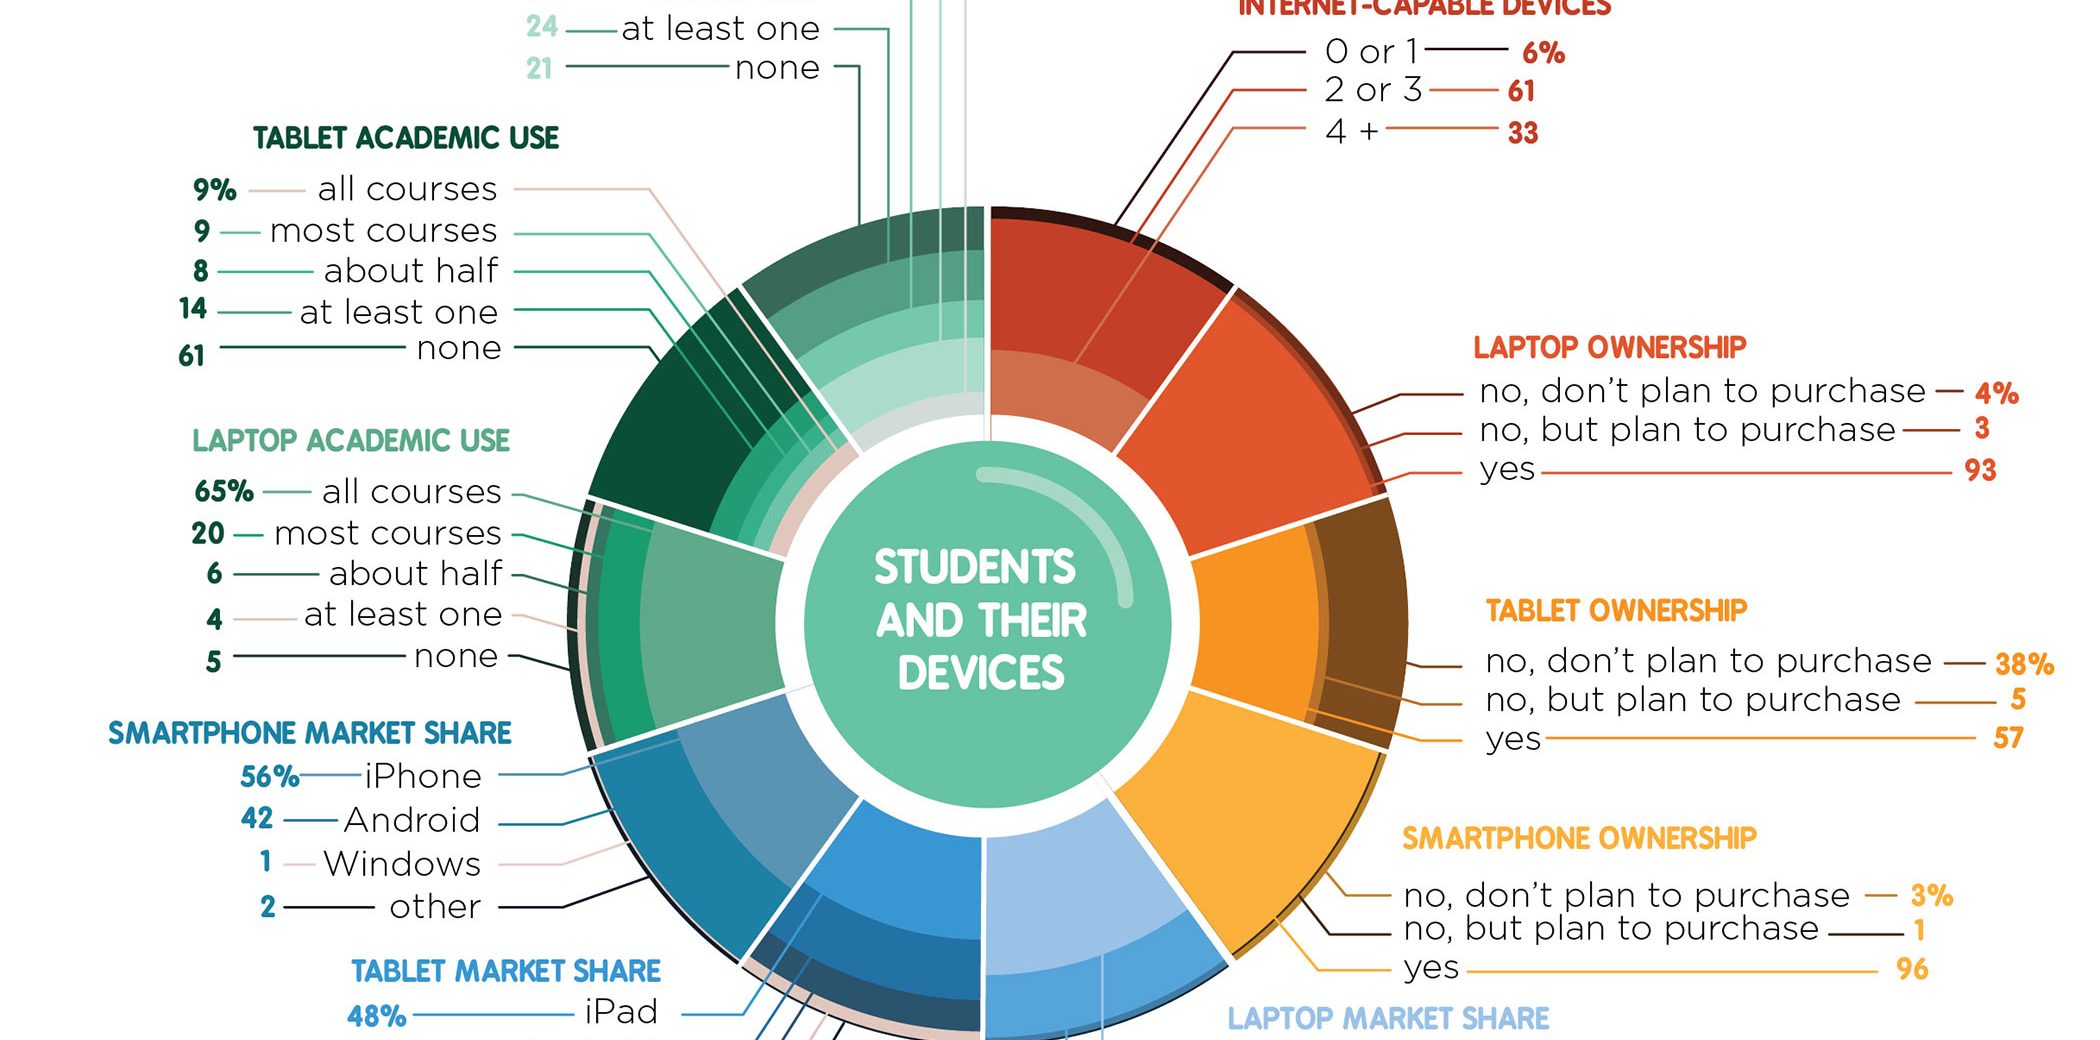 24 at least one
21 none
INTERNET-CAPABLE DEVICES
0 or 1 6%
2 or 3 61
4 + 33
TABLET ACADEMIC USE
9% all courses
9 most courses
8 about half
14 at least one
61 none
LAPTOP OWNERSHIP
no, don't plan to purchase 4%
no, but plan to purchase 3
yes 93
LAPTOP ACADEMIC USE
65% all courses
20 most courses
6 about half
4 at least one
5 none
STUDENTS
AND THEIR
DEVICES
TABLET OWNERSHIP
no, don't plan to purchase 38%
no, but plan to purchase 5
yes 57
SMARTPHONE MARKET SHARE
56% iPhone
42 Android
1 Windows
2 other
SMARTPHONE OWNERSHIP
no, don't plan to purchase 3%
no, but plan to purchase 1
yes 96
TABLET MARKET SHARE
48% iPad
LAPTOP MARKET SHARE